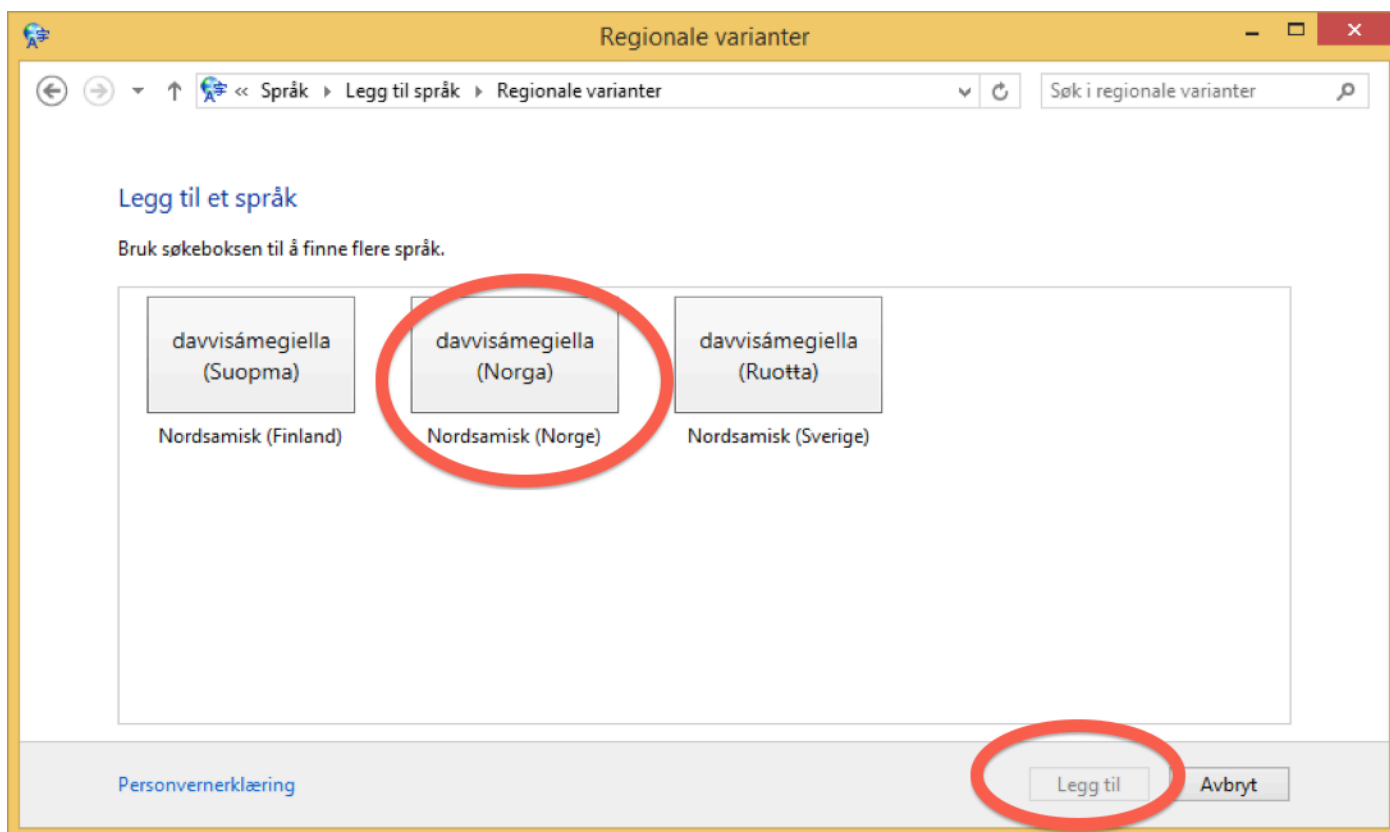 Regionale varianter
« Språk Legg til språk Regionale varianter
Søk i regionale varianter
Legg til et språk
Bruk søkeboksen til å finne flere språk.
davvisámegiella
(Suopma)
davvisámegiella
(Norga)
davvisámegiella
(Ruoŧŧa)
Nordsamisk (Finland)
Nordsamisk (Norge)
Nordsamisk (Sverige)
Personvernerklæring
Legg til
Avbryt